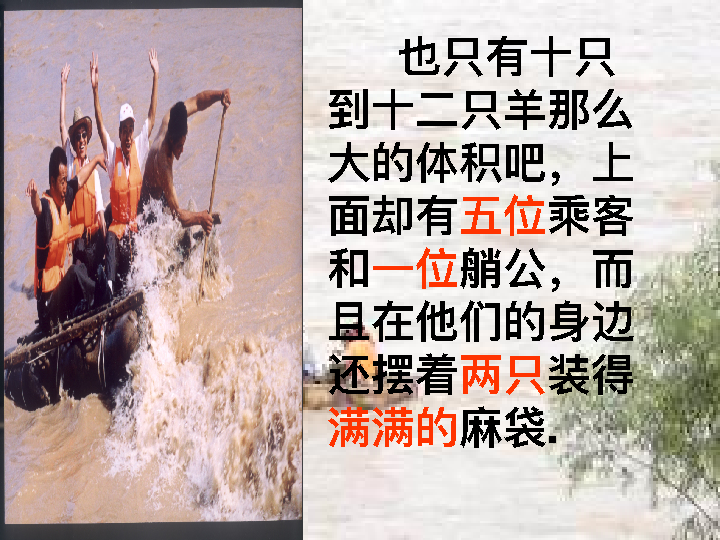 也只有十只
到十二只羊那么
大的体积吧，上
面却有五位乘客
和一位艄公，而
且在他们的身边
还摆着两只装得
满满的麻袋.